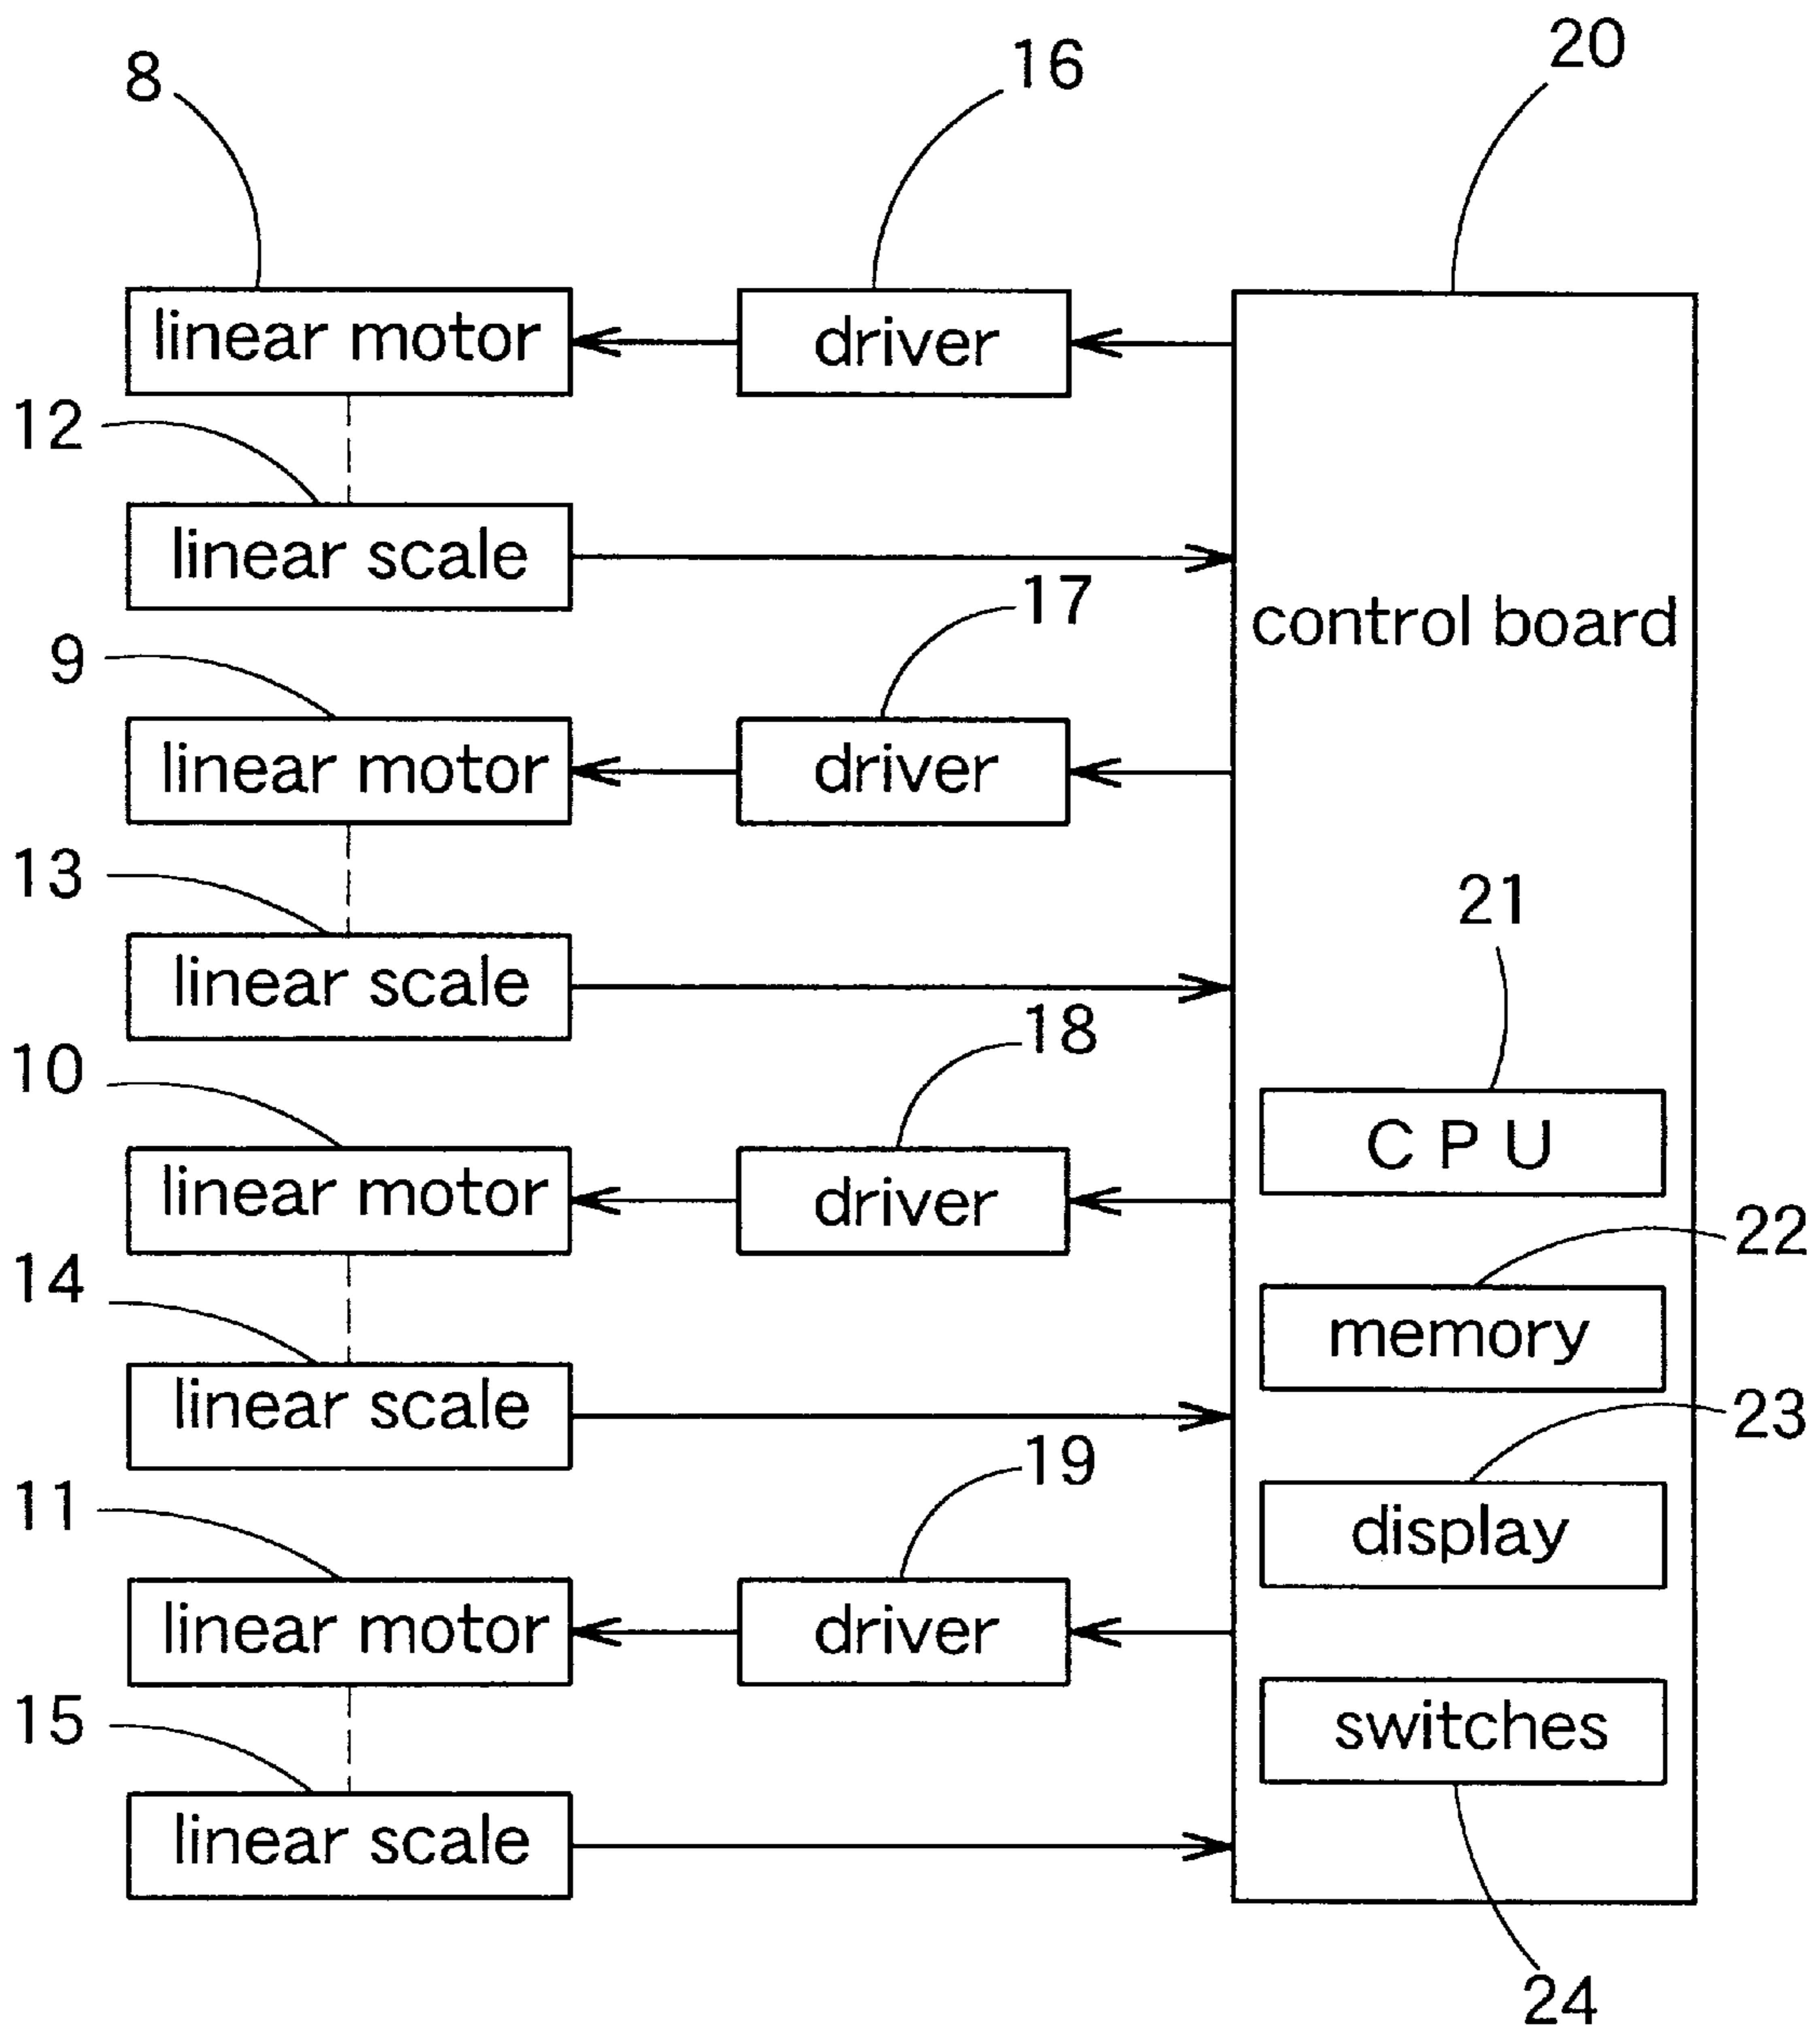 8
16
20
linear motor
driver
12
linear scale
17
control board
9
linear motor
driver
13
linear scale
21
18
10
CPU
linear motor
driver
22
14
memory
linear scale
23
19
11
display
linear motor
driver
15
switches
linear scale
24